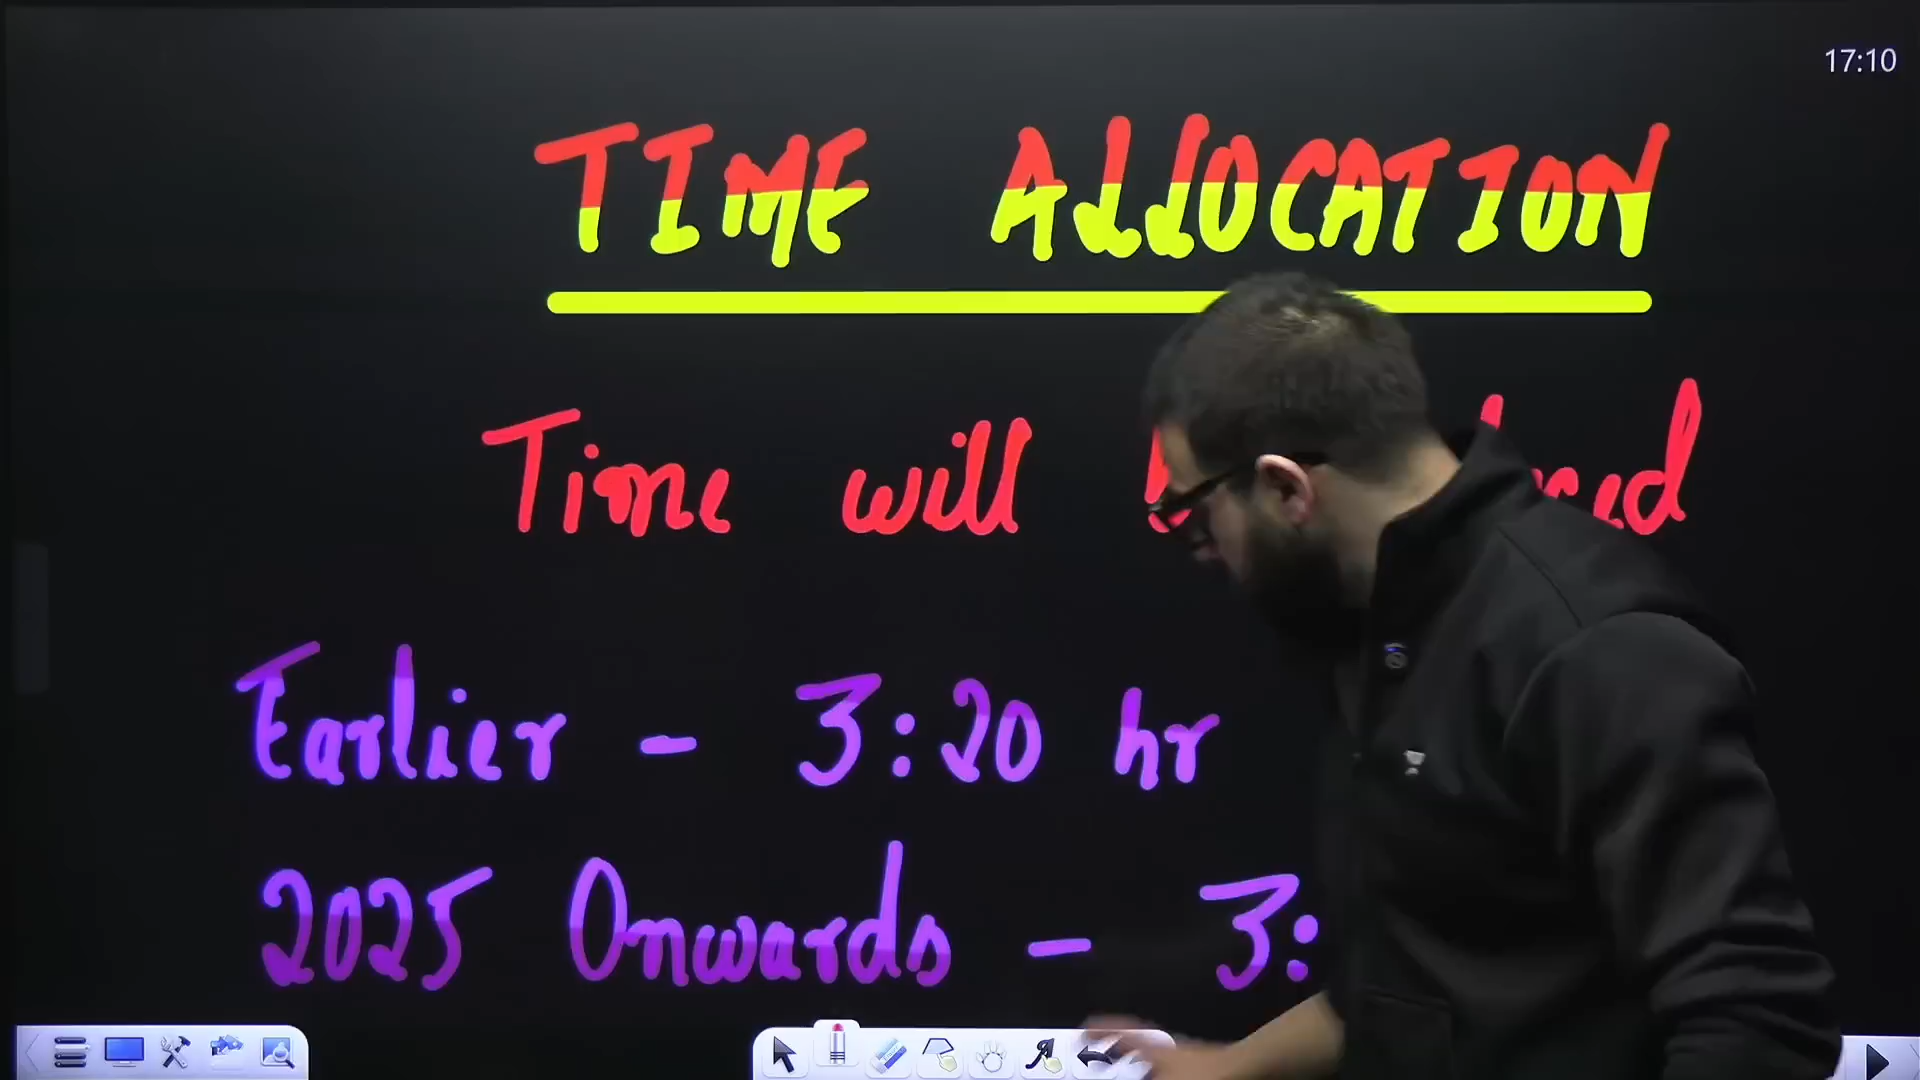 17:10
TIME ALLOCATION
Time will
Earlier - 3:20 hr
2025 Onwards - 3: